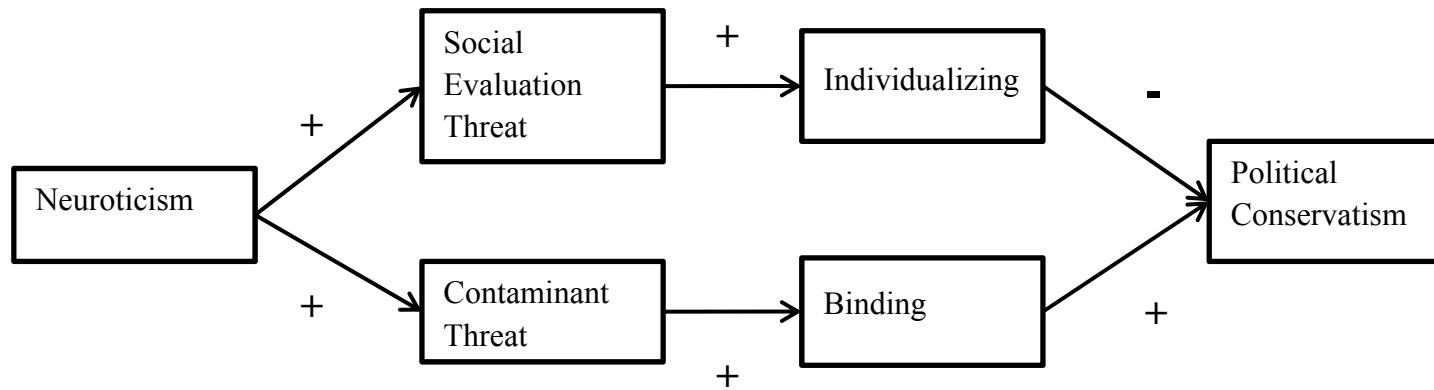 Social
Evaluation
Threat
+
Individualizing
-
+
Neuroticism
Political
Conservatism
+
Contaminant
Threat
Binding
+
+